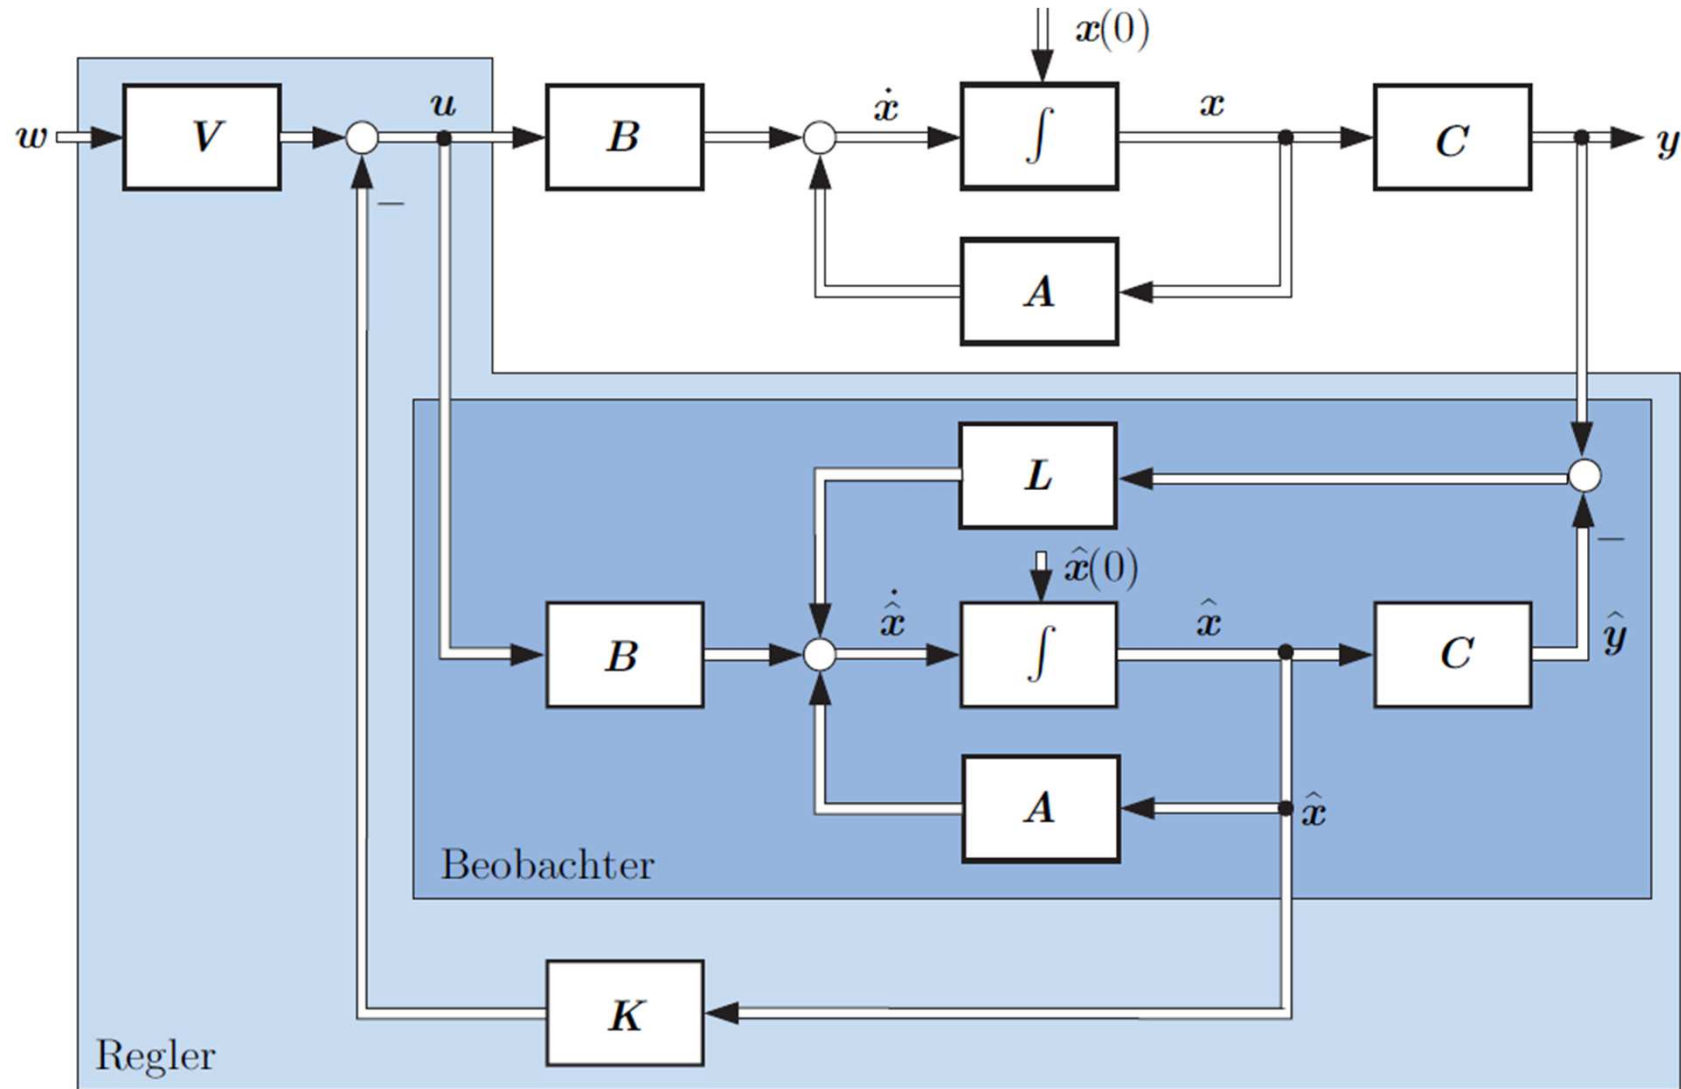 x(0)
w
V
u
B
ẋ
∫
x
C
y
−
A
L
x̂(0)
−
B
x̂̇
∫
x̂
C
ŷ
A
x̂
Beobachter
K
Regler